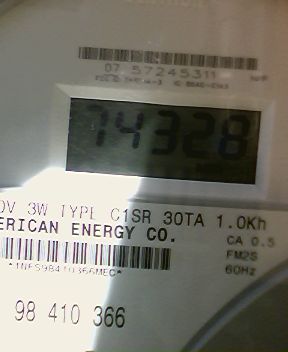 07 57245311
74328
0V 3W TYPE C1SR 30TA 1.0Kh
ERICAN ENERGY CO.
CA 0.5
FM2S
60Hz
*1NES98410366MEC*
98 410 366